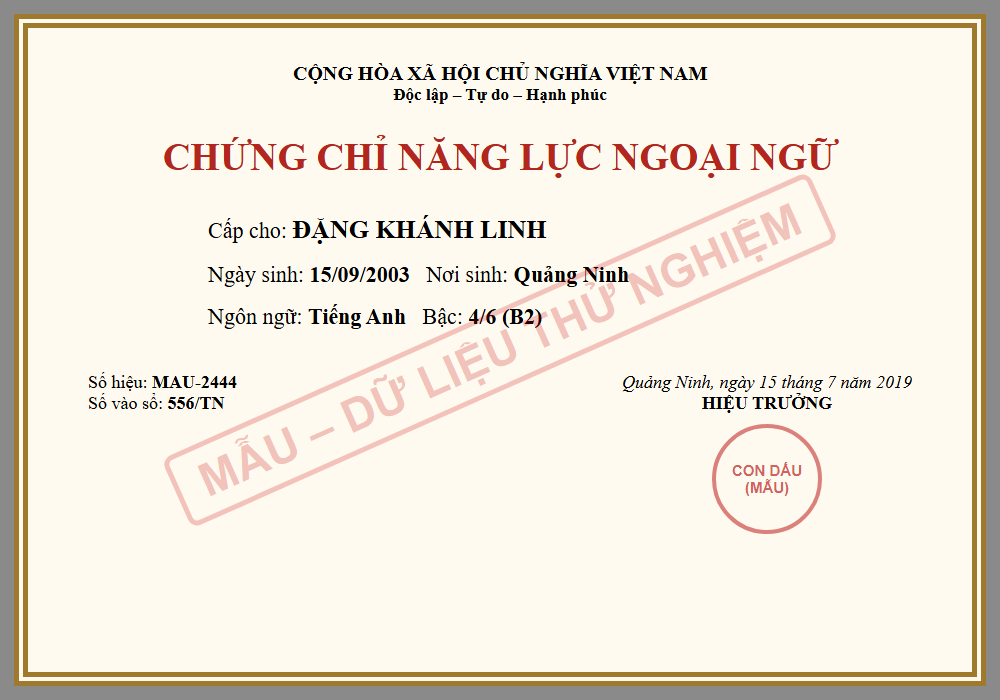 CỘNG HÒA XÃ HỘI CHỦ NGHĨA VIỆT NAM
Độc lập – Tự do – Hạnh phúc
CHỨNG CHỈ NĂNG LỰC NGOẠI NGỮ
Cấp cho: ĐẶNG KHÁNH LINH
Ngày sinh: 15/09/2003 Nơi sinh: Quảng Ninh
Ngôn ngữ: Tiếng Anh Bậc: 4/6 (B2)
MẪU – DỮ LIỆU THỬ NGHIỆM
Số hiệu: MAU-2444
Số vào sổ: 556/TN
Quảng Ninh, ngày 15 tháng 7 năm 2019
HIỆU TRƯỞNG
CON DẤU
(MẪU)